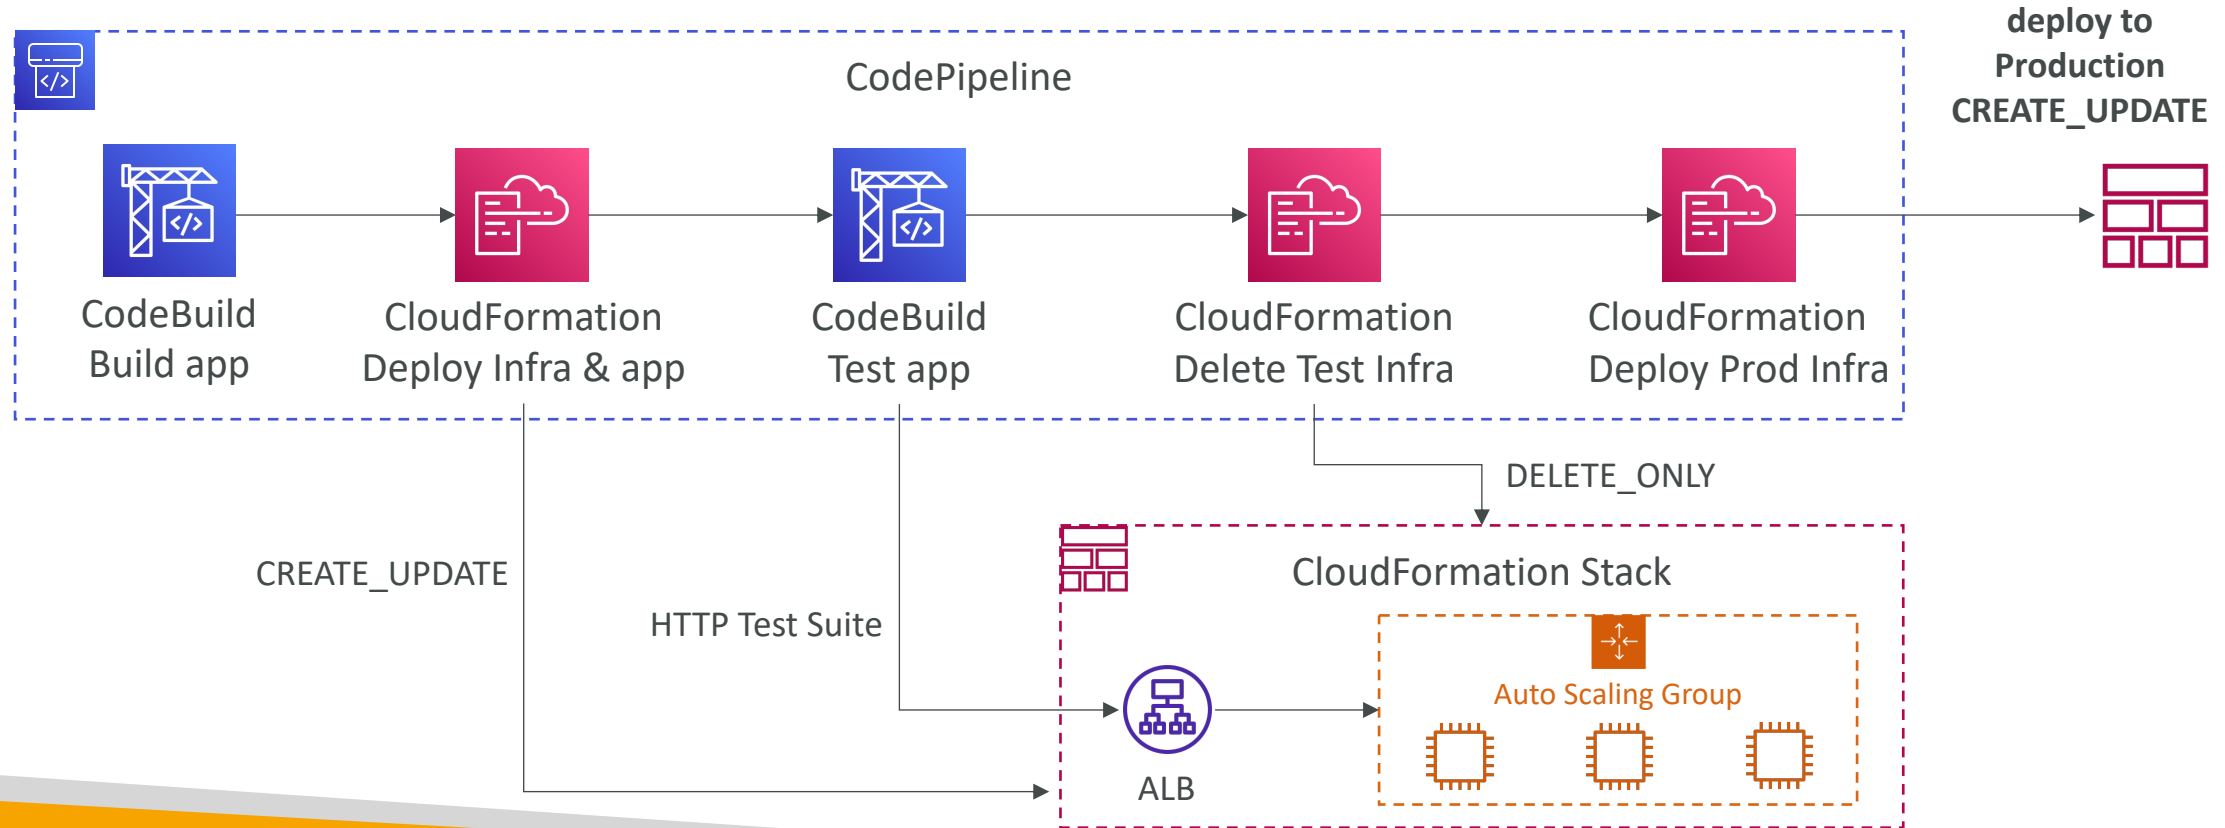 deploy to
Production
CREATE_UPDATE
CodePipeline
</>
</>
</>
CodeBuild
Build app
CloudFormation
Deploy Infra & app
CodeBuild
Test app
CloudFormation
Delete Test Infra
CloudFormation
Deploy Prod Infra
DELETE_ONLY
CREATE_UPDATE
HTTP Test Suite
CloudFormation Stack
Auto Scaling Group
ALB